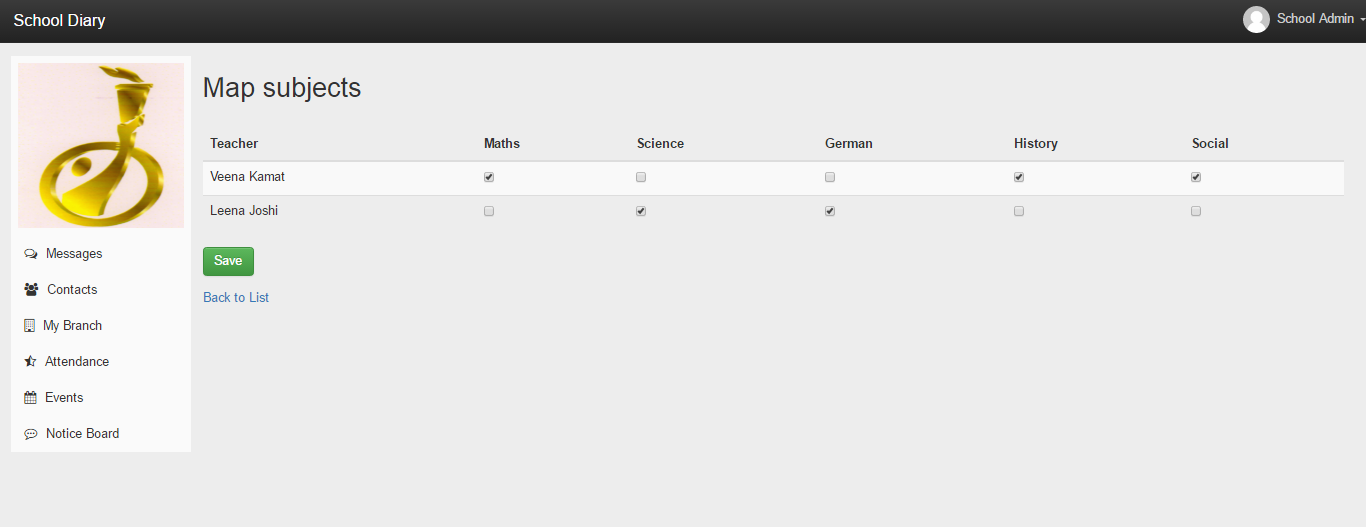 School Diary
School Admin
Map subjects
Teacher Maths Science German History Social
Veena Kamat
Leena Joshi
Save
Back to List
Messages
Contacts
My Branch
Attendance
Events
Notice Board